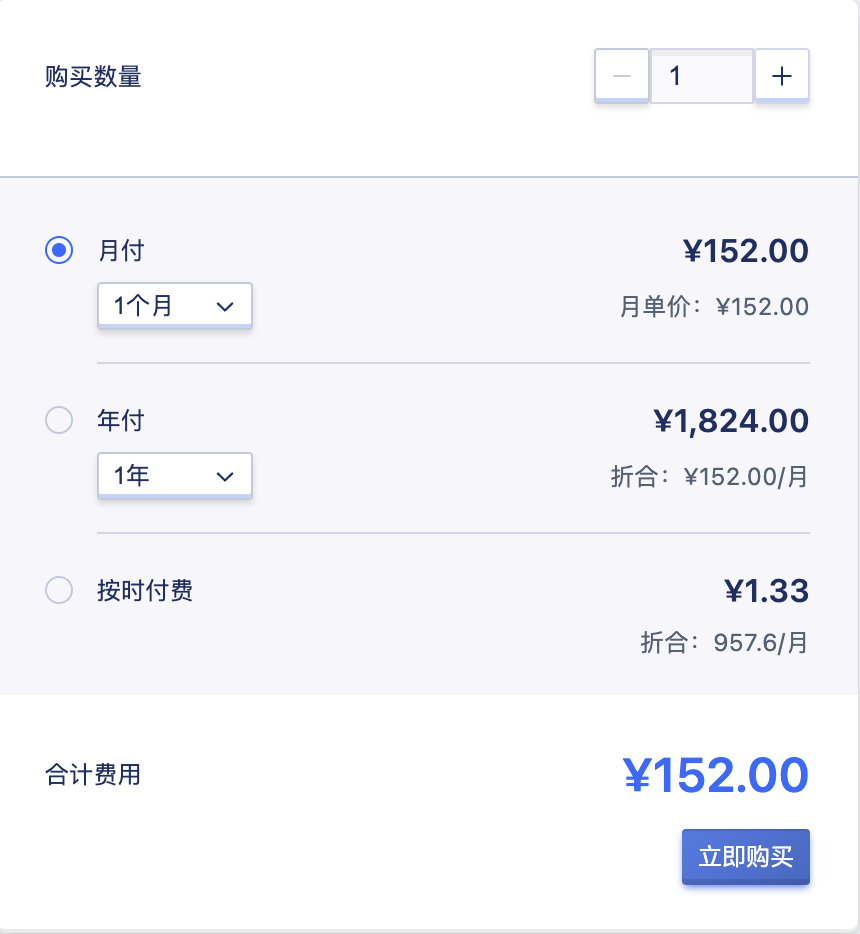 购买数量
1
月付 ¥152.00
1个月 月单价：¥152.00
年付 ¥1,824.00
1年 折合：¥152.00/月
按时付费 ¥1.33
折合：957.6/月
合计费用 ¥152.00
立即购买